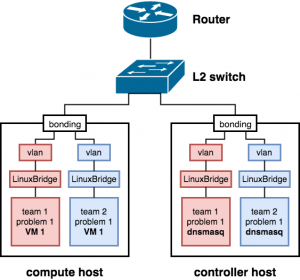 Router
L2 switch
bonding
bonding
vlan
vlan
vlan
vlan
LinuxBridge
LinuxBridge
LinuxBridge
LinuxBridge
team 1
problem 1
VM 1
team 2
problem 1
VM 1
team 1
problem 1
dnsmasq
team 2
problem 1
dnsmasq
compute host
controller host